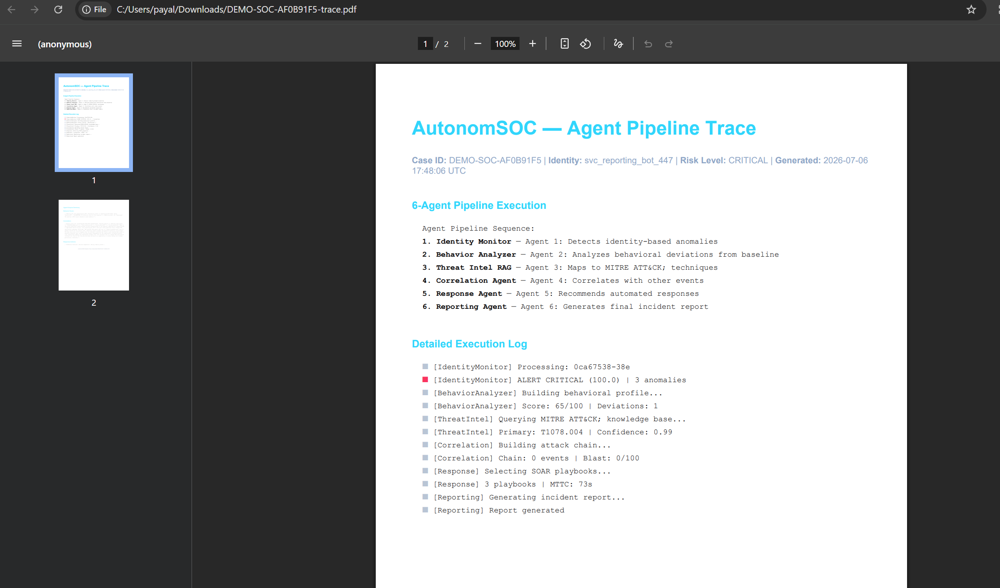 File
C:/Users/payal/Downloads/DEMO-SOC-AF0B91F5-trace.pdf
(anonymous)
1 / 2
100%
1
2
AutonomSOC — Agent Pipeline Trace
Case ID: DEMO-SOC-AF0B91F5 | Identity: svc_reporting_bot_447 | Risk Level: CRITICAL | Generated: 2026-07-06
17:48:06 UTC
6-Agent Pipeline Execution
Agent Pipeline Sequence:
1. Identity Monitor — Agent 1: Detects identity-based anomalies
2. Behavior Analyzer — Agent 2: Analyzes behavioral deviations from baseline
3. Threat Intel RAG — Agent 3: Maps to MITRE ATT&CK; techniques
4. Correlation Agent — Agent 4: Correlates with other events
5. Response Agent — Agent 5: Recommends automated responses
6. Reporting Agent — Agent 6: Generates final incident report
Detailed Execution Log
[IdentityMonitor] Processing: 0ca67538-38e
[IdentityMonitor] ALERT CRITICAL (100.0) | 3 anomalies
[BehaviorAnalyzer] Building behavioral profile...
[BehaviorAnalyzer] Score: 65/100 | Deviations: 1
[ThreatIntel] Querying MITRE ATT&CK; knowledge base...
[ThreatIntel] Primary: T1078.004 | Confidence: 0.99
[Correlation] Building attack chain...
[Correlation] Chain: 0 events | Blast: 0/100
[Response] Selecting SOAR playbooks...
[Response] 3 playbooks | MTTC: 73s
[Reporting] Generating incident report...
[Reporting] Report generated